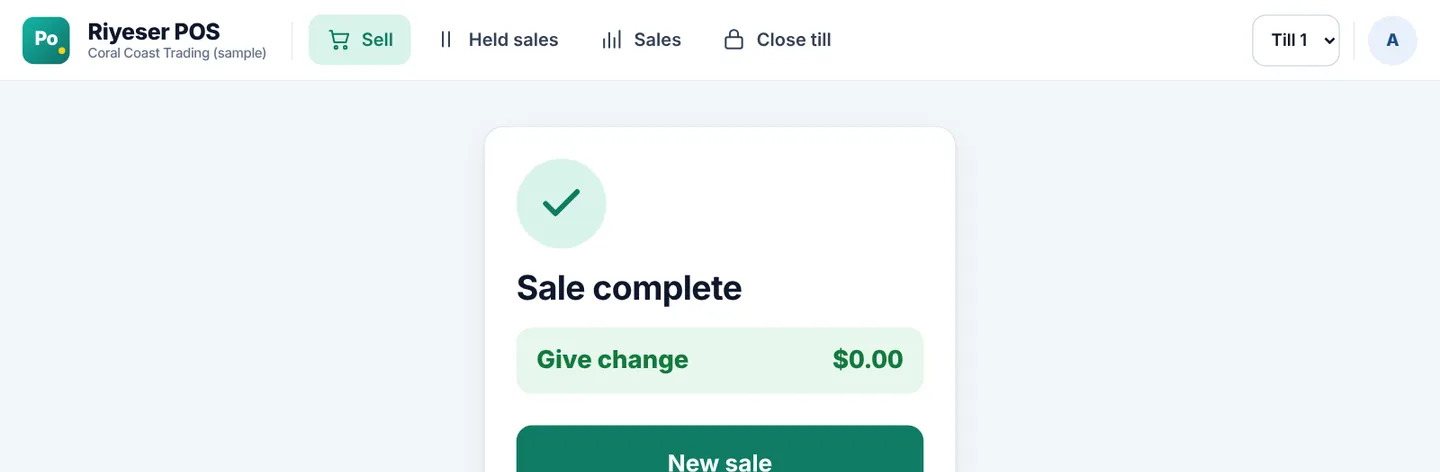 Po
Riyeser POS
Coral Coast Trading (sample)
Sell
Held sales
Sales
Close till
Till 1
A
Sale complete
Give change $0.00
New sale